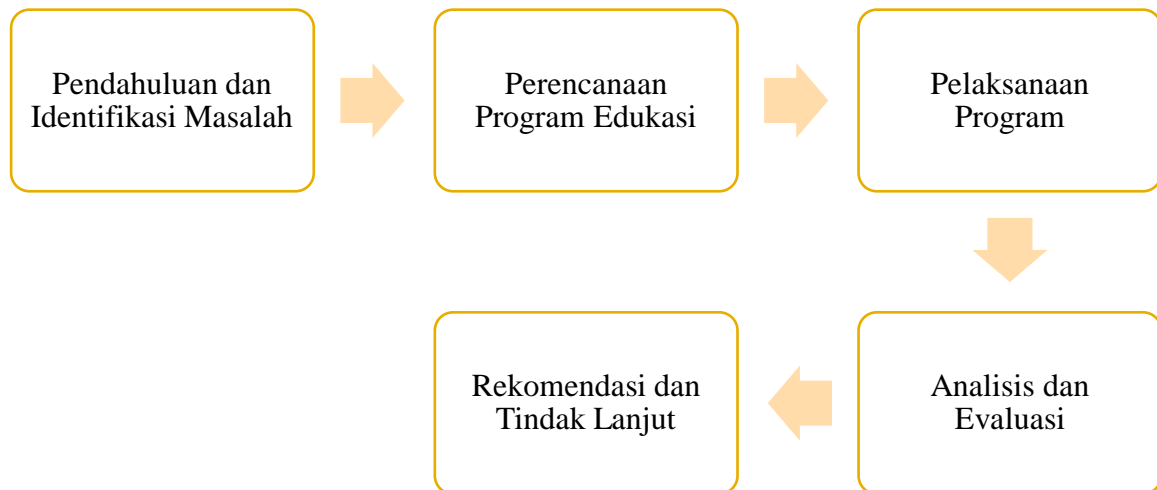 Pendahuluan dan
Identifikasi Masalah
Perencanaan
Program Edukasi
Pelaksanaan
Program
Analisis dan
Evaluasi
Rekomendasi dan
Tindak Lanjut